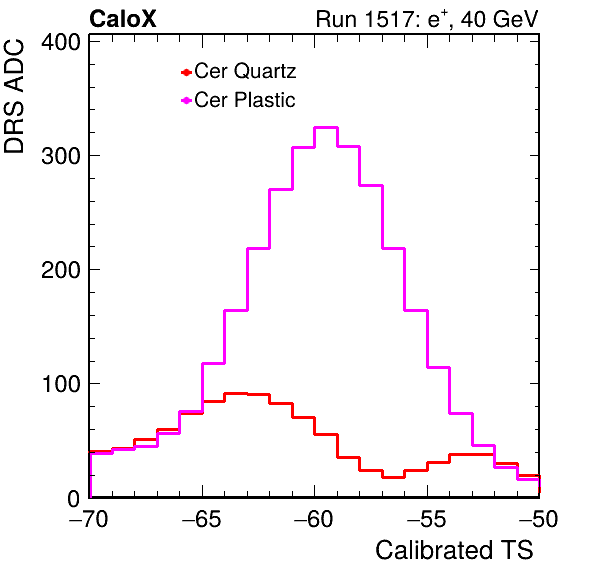 CaloX Run 1517: e⁺, 40 GeV
DRS ADC
Cer Quartz
Cer Plastic
400
300
200
100
0
−70 −65 −60 −55 −50
Calibrated TS